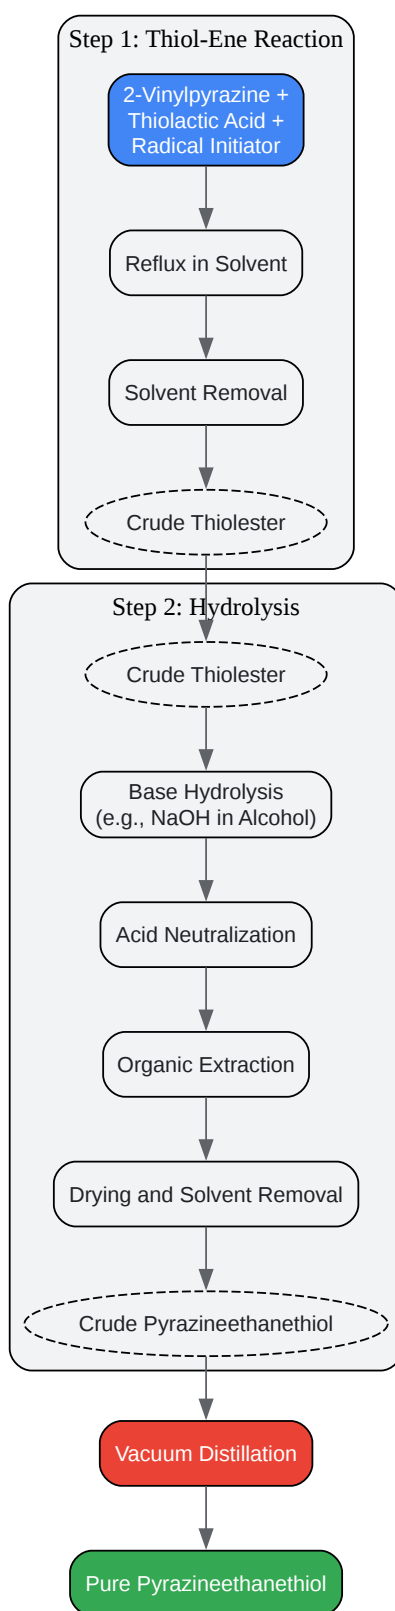 Step 1: Thiol-Ene Reaction
2-Vinylpyrazine +
Thiolactic Acid +
Radical Initiator
Reflux in Solvent
Solvent Removal
Crude Thiolester
Step 2: Hydrolysis
Crude Thiolester
Base Hydrolysis
(e.g., NaOH in Alcohol)
Acid Neutralization
Organic Extraction
Drying and Solvent Removal
Crude Pyrazineethanethiol
Vacuum Distillation
Pure Pyrazineethanethiol